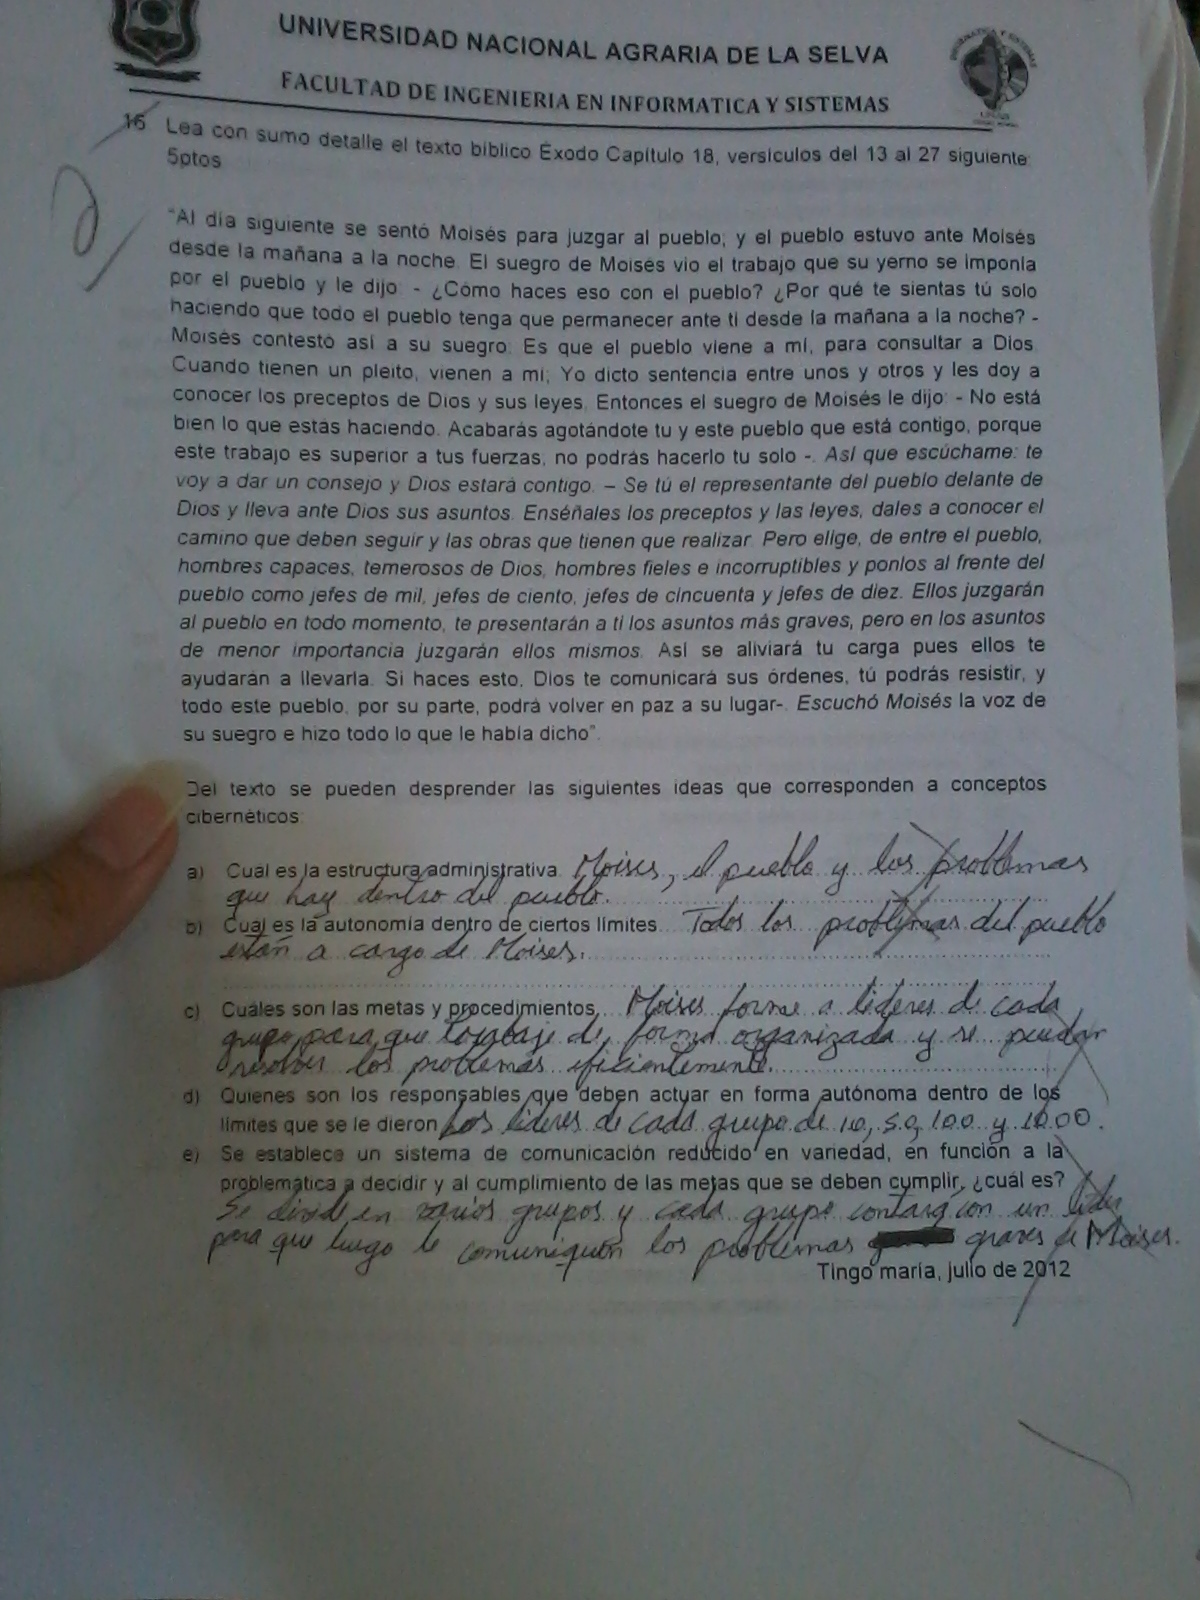 UNIVERSIDAD NACIONAL AGRARIA DE LA SELVA
FACULTAD DE INGENIERIA EN INFORMATICA Y SISTEMAS
16 Lea con sumo detalle el texto bíblico Éxodo Capítulo 18, versículos del 13 al 27 siguiente:
5ptos
"Al día siguiente se sentó Moisés para juzgar al pueblo; y el pueblo estuvo ante Moisés
desde la mañana a la noche. El suegro de Moisés vio el trabajo que su yerno se imponía
por el pueblo y le dijo: - ¿Cómo haces eso con el pueblo? ¿Por qué te sientas tú solo
haciendo que todo el pueblo tenga que permanecer ante ti desde la mañana a la noche? -
Moisés contestó así a su suegro: Es que el pueblo viene a mí, para consultar a Dios.
Cuando tienen un pleito, vienen a mi; Yo dicto sentencia entre unos y otros y les doy a
conocer los preceptos de Dios y sus leyes. Entonces el suegro de Moisés le dijo: - No está
bien lo que estás haciendo. Acabarás agotándote tu y este pueblo que está contigo, porque
este trabajo es superior a tus fuerzas, no podrás hacerlo tu solo -. Así que escúchame: te
voy a dar un consejo y Dios estará contigo. – Se tú el representante del pueblo delante de
Dios y lleva ante Dios sus asuntos. Enséñales los preceptos y las leyes, dales a conocer el
camino que deben seguir y las obras que tienen que realizar. Pero elige, de entre el pueblo,
hombres capaces, temerosos de Dios, hombres fieles e incorruptibles y ponlos al frente del
pueblo como jefes de mil, jefes de ciento, jefes de cincuenta y jefes de diez. Ellos juzgarán
al pueblo en todo momento, te presentarán a ti los asuntos más graves, pero en los asuntos
de menor importancia juzgarán ellos mismos. Así se aliviará tu carga pues ellos te
ayudarán a llevarla. Si haces esto, Dios te comunicará sus órdenes, tú podrás resistir, y
todo este pueblo, por su parte, podrá volver en paz a su lugar-. Escuchó Moisés la voz de
su suegro e hizo todo lo que le había dicho".
Del texto se pueden desprender las siguientes ideas que corresponden a conceptos
cibernéticos:
a) Cual es la estructura administrativa. Moises, el pueblo y los problemas
que hay dentro del pueblo.
b) Cual es la autonomía dentro de ciertos límites. Todos los problemas del pueblo
están a cargo de Moises.
c) Cuáles son las metas y procedimientos. Moises forme a lideres de cada
grupo para que trabaje de forma organizada y se puedan
resolver los problemas eficientemente.
d) Quienes son los responsables que deben actuar en forma autónoma dentro de los
límites que se le dieron Los lideres de cada grupo de 10, 50, 100 y 1000.
e) Se establece un sistema de comunicación reducido en variedad, en función a la
problemática a decidir y al cumplimiento de las metas que se deben cumplir, ¿cuál es?
Se divide en varios grupos y cada grupo contará con un lider
para que luego le comuniquen los problemas graves a Moises.
Tingo maría, julio de 2012